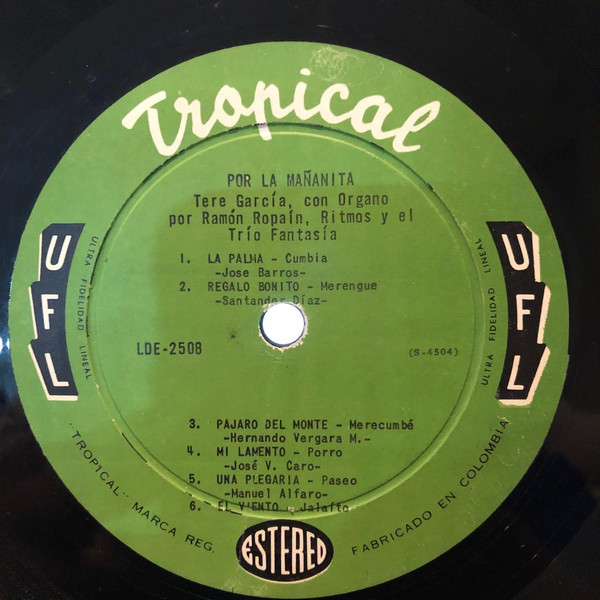 Tropical
POR LA MAÑANITA
Tere García, con Organo
por Ramón Ropaín, Ritmos y el
Trío Fantasía
1. LA PALMA - Cumbia
-Jose Barros-
2. REGALO BONITO - Merengue
-Santander Díaz-
LDE-2508
(S-4504)
3. PAJARO DEL MONTE - Merecumbé
-Hernando Vergara M.-
4. MI LAMENTO - Porro
-José V. Caro-
5. UNA PLEGARIA - Paseo
-Manuel Alfaro-
6. EL VIENTO - Jalaíto
UFL
ULTRA FIDELIDAD LINEAL
ULTRA FIDELIDAD LINEAL
UFL
"TROPICAL" MARCA REG.
ESTEREO
FABRICADO EN COLOMBIA